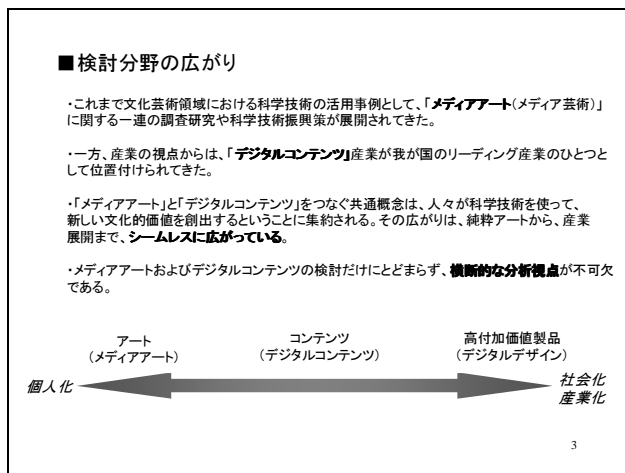 ■検討分野の広がり
・これまで文化芸術領域における科学技術の活用事例として、「メディアアート（メディア芸術）」
に関する一連の調査研究や科学技術振興策が展開されてきた。
・一方、産業の視点からは、「デジタルコンテンツ」産業が我が国のリーディング産業のひとつと
して位置付けられてきた。
・「メディアアート」と「デジタルコンテンツ」をつなぐ共通概念は、人々が科学技術を使って、
新しい文化的価値を創出するということに集約される。その広がりは、純粋アートから、産業
展開まで、シームレスに広がっている。
・メディアアートおよびデジタルコンテンツの検討だけにとどまらず、横断的な分析視点が不可欠
である。
アート
（メディアアート）
コンテンツ
（デジタルコンテンツ）
高付加価値製品
（デジタルデザイン）
個人化
社会化
産業化
3